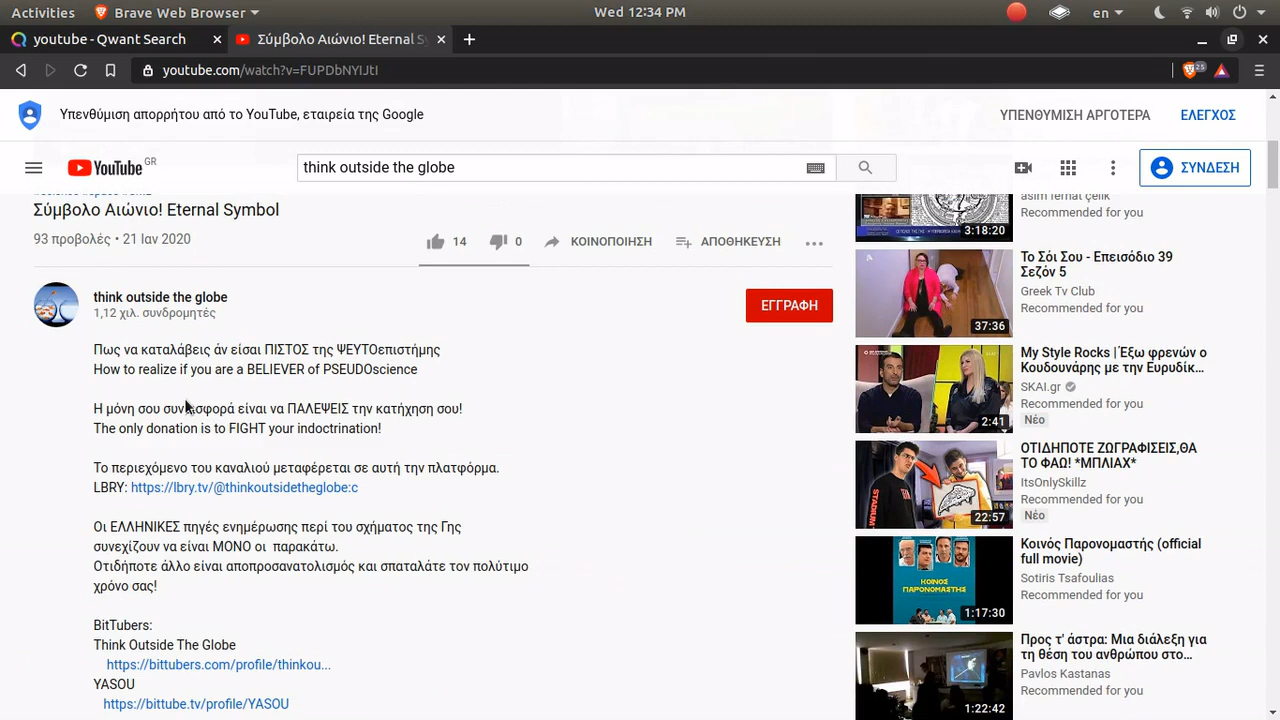 Activities
Brave Web Browser
Wed 12:34 PM
en
youtube - Qwant Search
Σύμβολο Αιώνιο! Eternal S
youtube.com/watch?v=FUPDbNYIJtI
25
Υπενθύμιση απορρήτου από το YouTube, εταιρεία της Google
ΥΠΕΝΘΥΜΙΣΗ ΑΡΓΟΤΕΡΑ
ΕΛΕΓΧΟΣ
YouTube GR
think outside the globe
ΣΥΝΔΕΣΗ
Σύμβολο Αιώνιο! Eternal Symbol
93 προβολές • 21 Ιαν 2020
14
0
ΚΟΙΝΟΠΟΙΗΣΗ
ΑΠΟΘΗΚΕΥΣΗ
think outside the globe
1,12 χιλ. συνδρομητές
ΕΓΓΡΑΦΗ
Πως να καταλάβεις άν είσαι ΠΙΣΤΟΣ της ΨΕΥΤΟεπιστήμης
How to realize if you are a BELIEVER of PSEUDOscience
Η μόνη σου συνεισφορά είναι να ΠΑΛΕΨΕΙΣ την κατήχηση σου!
The only donation is to FIGHT your indoctrination!
Το περιεχόμενο του καναλιού μεταφέρεται σε αυτή την πλατφόρμα.
LBRY: https://lbry.tv/@thinkoutsidetheglobe:c
Οι ΕΛΛΗΝΙΚΕΣ πηγές ενημέρωσης περί του σχήματος της Γης
συνεχίζουν να είναι ΜΟΝΟ οι παρακάτω.
Οτιδήποτε άλλο είναι αποπροσανατολισμός και σπαταλάτε τον πολύτιμο
χρόνο σας!
BitTubers:
Think Outside The Globe
https://bittubers.com/profile/thinkou...
YASOU
https://bittube.tv/profile/YASOU
asim fernat çelik
Recommended for you
3:18:20
Το Σόι Σου - Επεισόδιο 39
Σεζόν 5
Greek Tv Club
Recommended for you
37:36
My Style Rocks | Έξω φρενών ο
Κουδουνάρης με την Ευρυδίκ...
SKAI.gr
Recommended for you
Νέο
2:41
ΟΤΙΔΗΠΟΤΕ ΖΩΓΡΑΦΙΣΕΙΣ,ΘΑ
ΤΟ ΦΑΩ! *ΜΠΛΙΑΧ*
ItsOnlySkillz
Recommended for you
Νέο
22:57
Κοινός Παρονομαστής (official
full movie)
Sotiris Tsafoulias
Recommended for you
ΚΟΙΝΟΣ
ΠΑΡΟΝΟΜΑΣΤΗΣ
1:17:30
Προς τ' άστρα: Μια διάλεξη για
τη θέση του ανθρώπου στο...
Pavlos Kastanas
Recommended for you
1:22:42